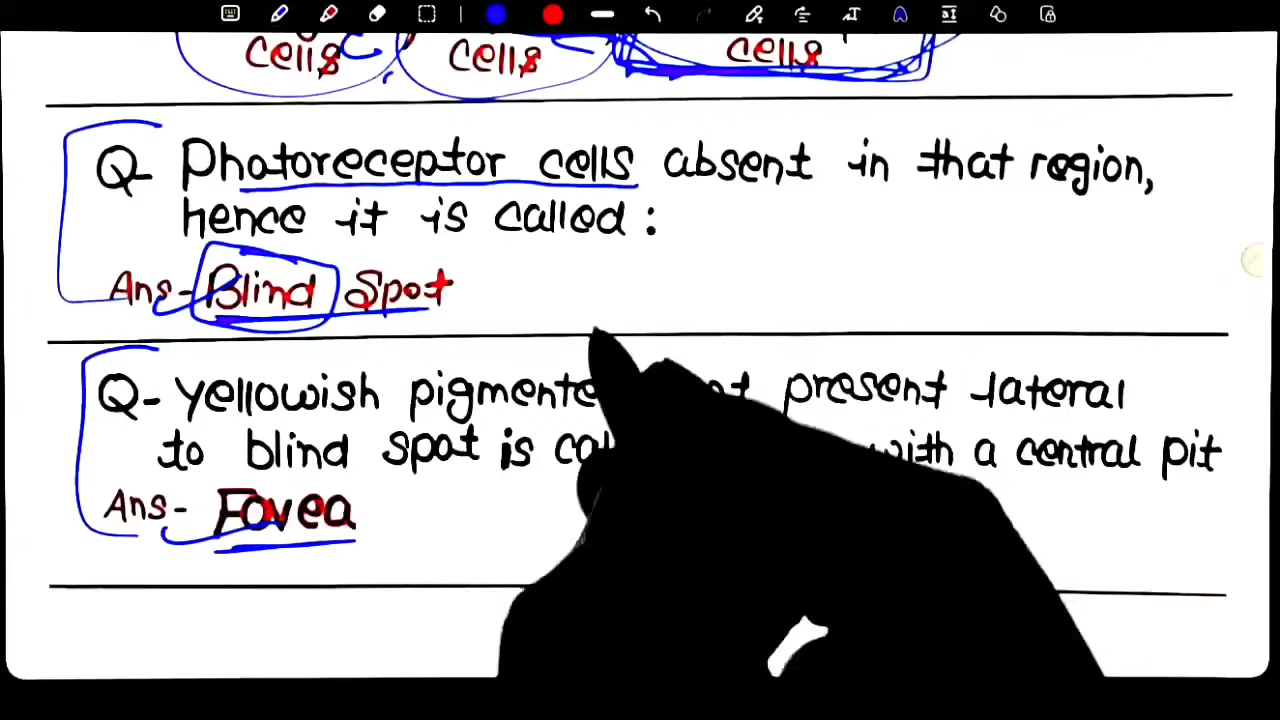 cells cells cells
Q- Photoreceptor cells absent in that region,
hence it is called :
Ans- Blind Spot
Q- Yellowish pigmente present lateral
to blind spot is with a central pit
Ans- Fovea